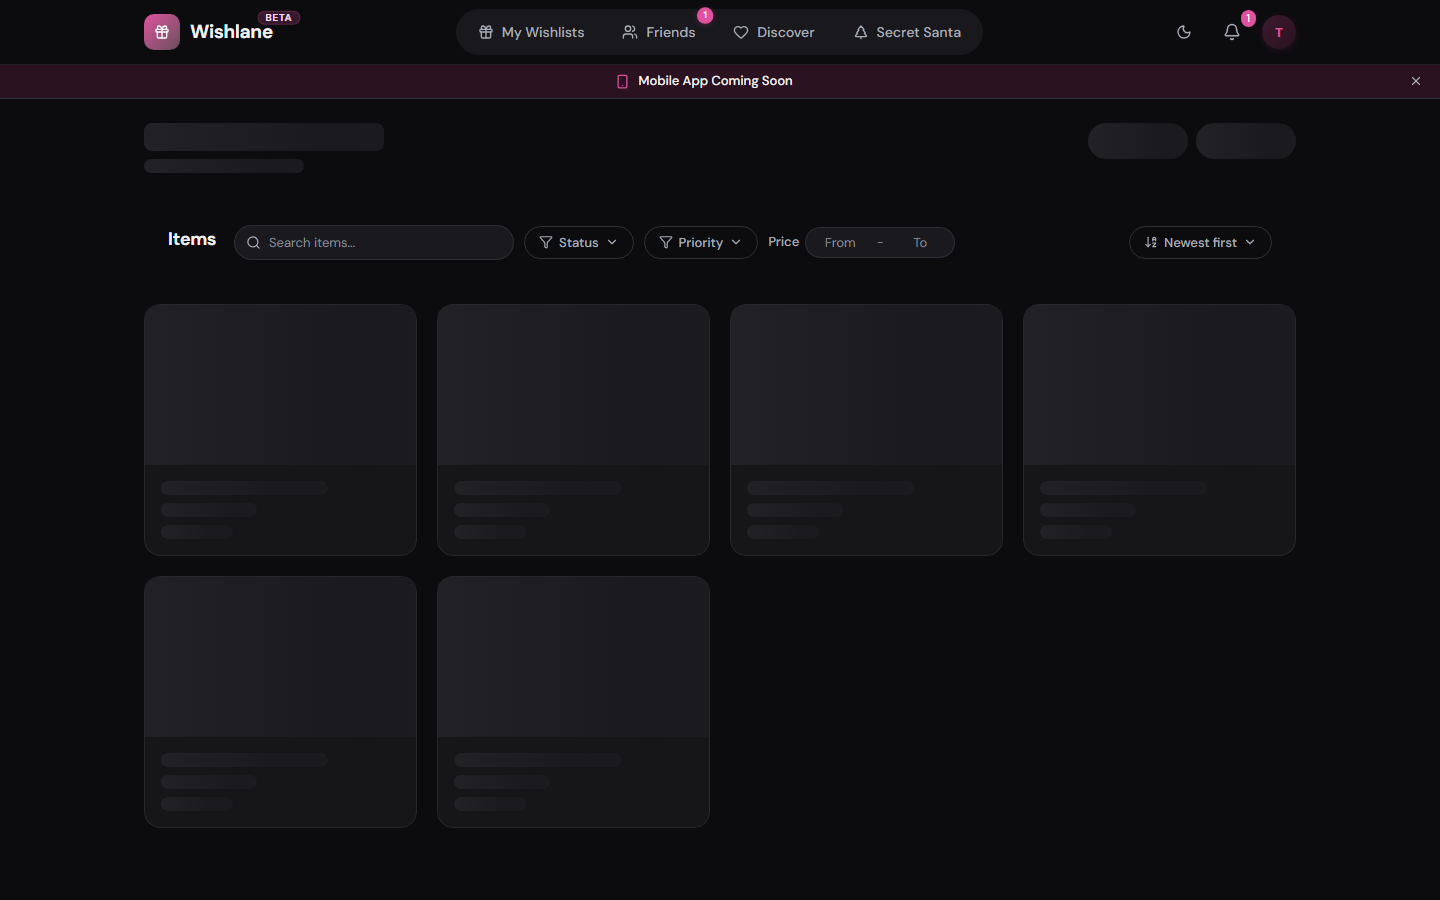 Wishlane BETA
My Wishlists
Friends 1
Discover
Secret Santa
1
T
Mobile App Coming Soon
Items
Search items...
Status
Priority
Price
From - To
Newest first